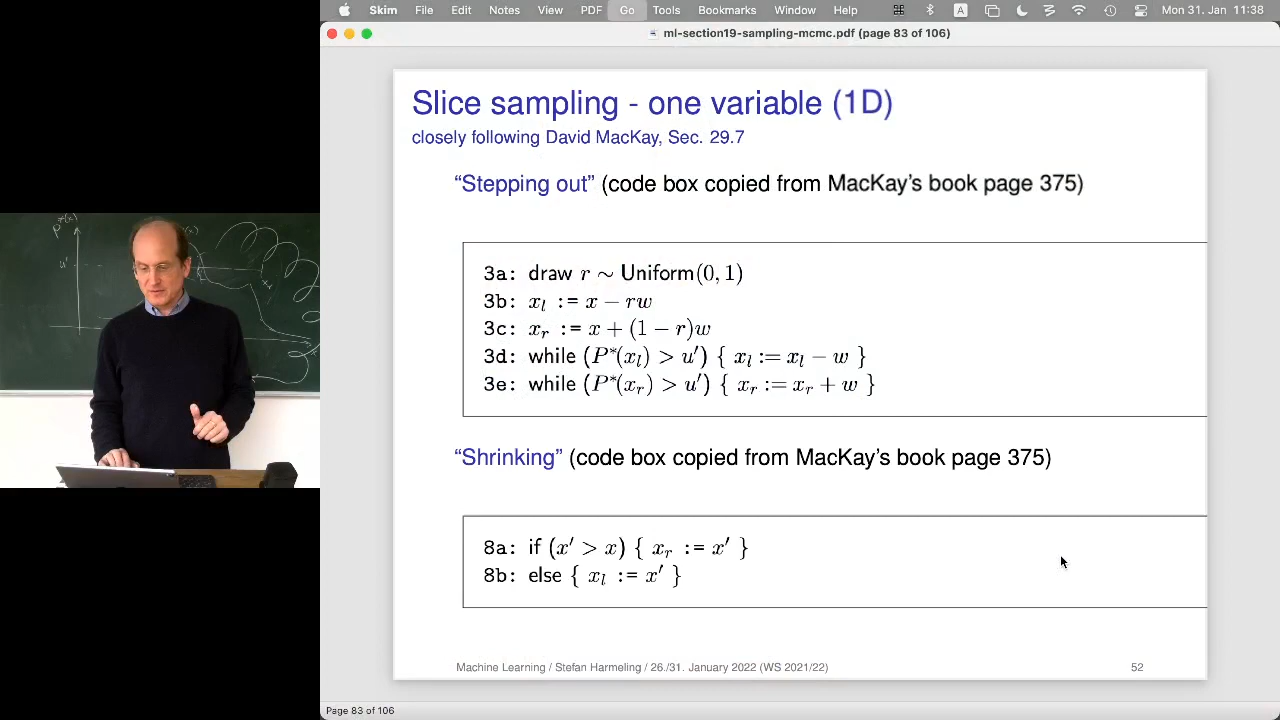 Skim File Edit Notes View PDF Go Tools Bookmarks Window Help A Mon 31. Jan 11:38
ml-section19-sampling-mcmc.pdf (page 83 of 106)
Slice sampling - one variable (1D)
closely following David MacKay, Sec. 29.7
“Stepping out” (code box copied from MacKay’s book page 375)
3a: draw r ∼ Uniform(0, 1)
3b: x_l := x − rw
3c: x_r := x + (1 − r)w
3d: while (P*(x_l) > u′) { x_l := x_l − w }
3e: while (P*(x_r) > u′) { x_r := x_r + w }
“Shrinking” (code box copied from MacKay’s book page 375)
8a: if (x′ > x) { x_r := x′ }
8b: else { x_l := x′ }
Machine Learning / Stefan Harmeling / 26./31. January 2022 (WS 2021/22) 52
Page 83 of 106
P*(x)
u′
x_r